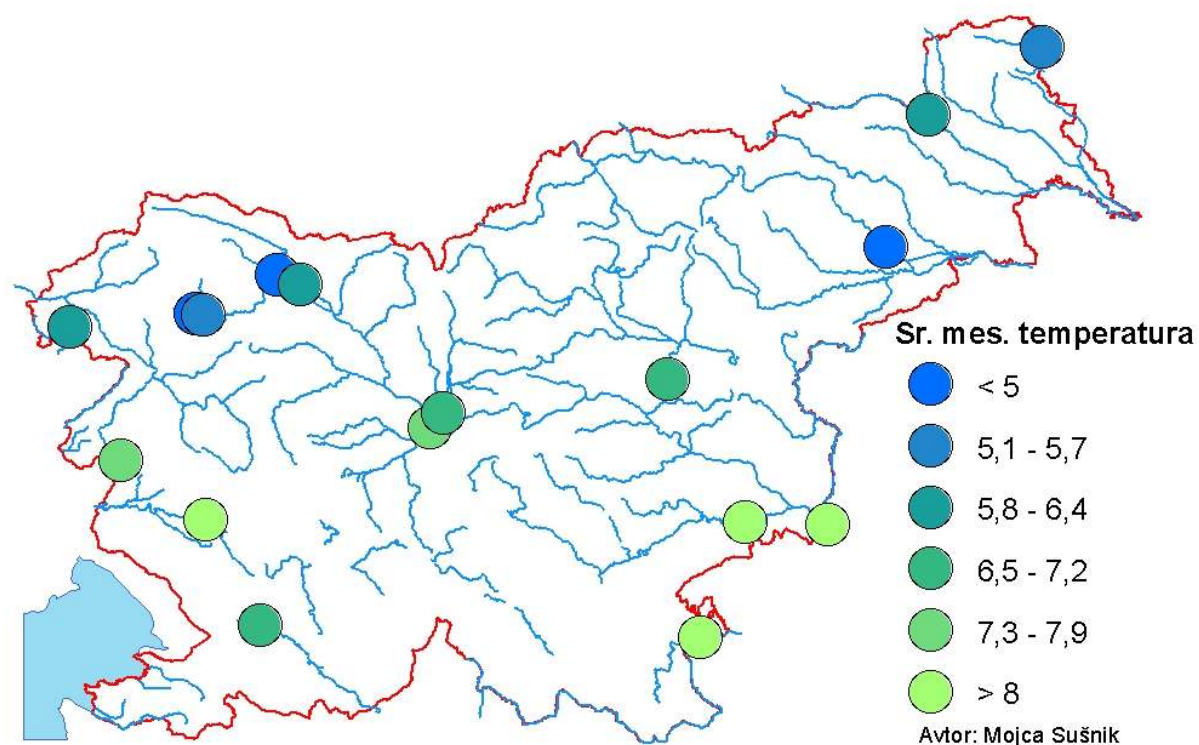 Sr. mes. temperatura
< 5
5,1 - 5,7
5,8 - 6,4
6,5 - 7,2
7,3 - 7,9
> 8
Avtor: Mojca Sušnik